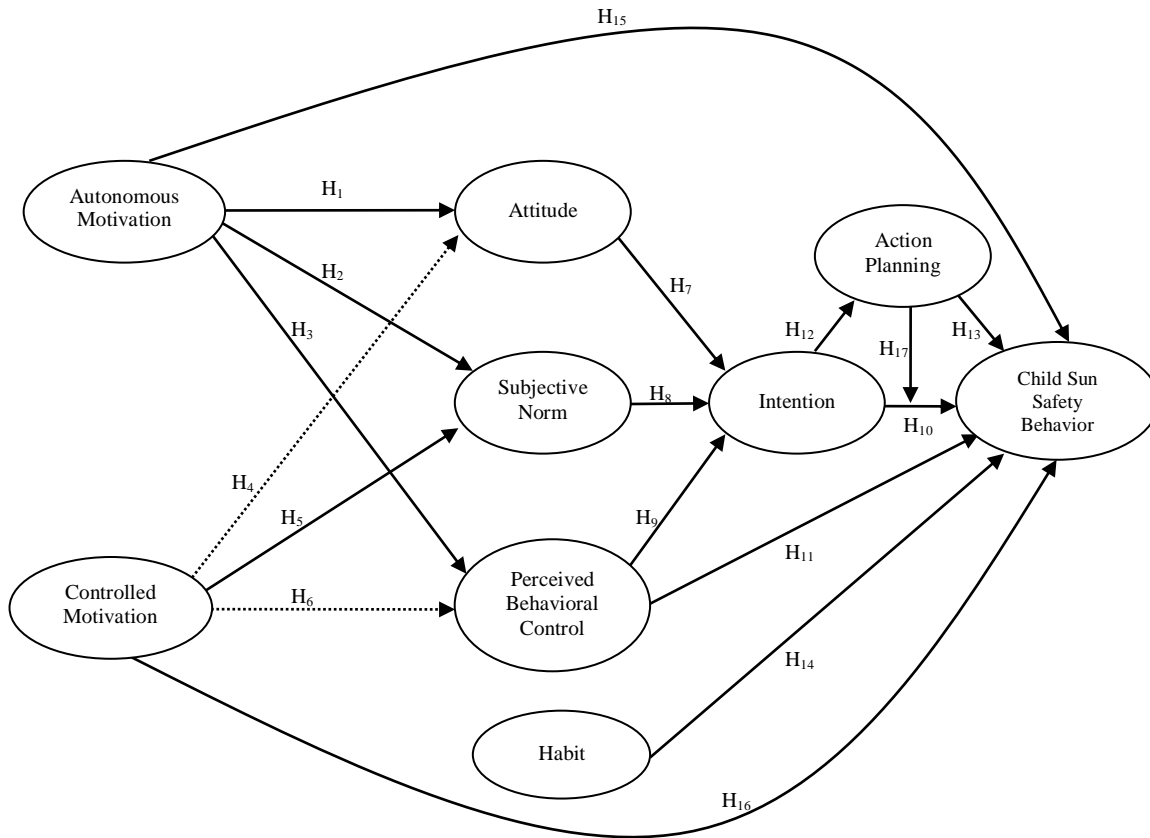 H₁₅
Autonomous
Motivation
H₁
Attitude
Action
Planning
H₂
H₇
H₃
H₁₂
H₁₇
H₁₃
Subjective
Norm
H₈
Intention
H₁₀
Child Sun
Safety
Behavior
H₄
H₅
H₉
H₁₁
Controlled
Motivation
H₆
Perceived
Behavioral
Control
H₁₄
Habit
H₁₆